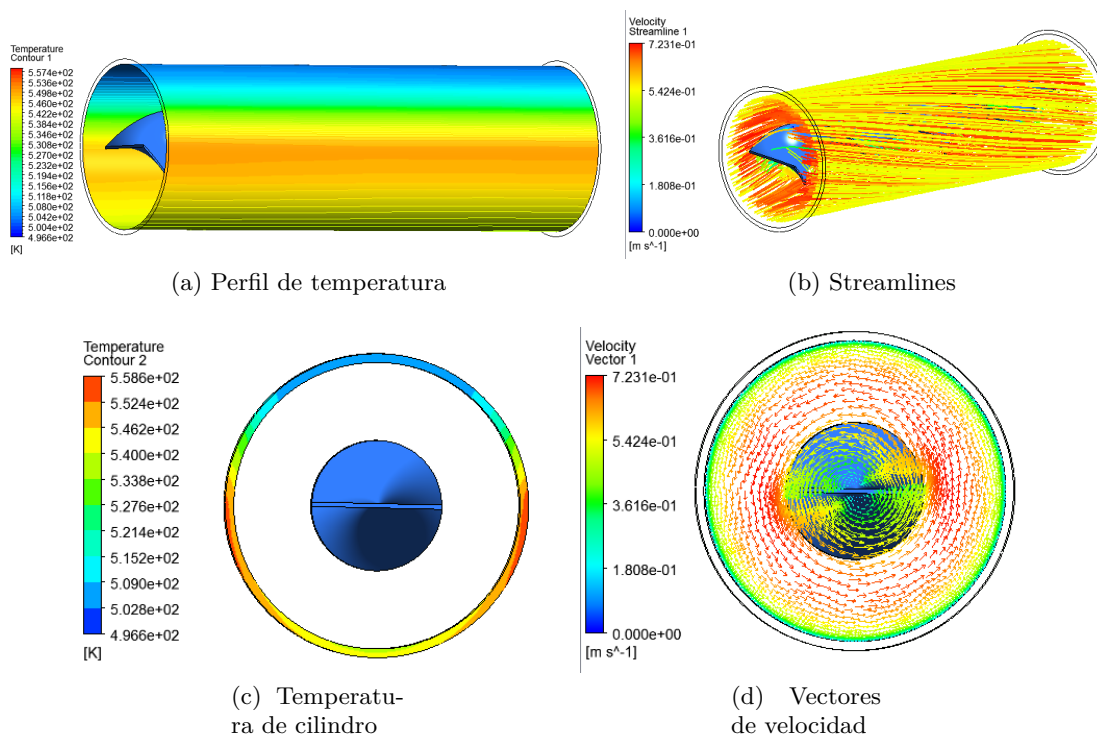 Temperature
Contour 1
5.574e+02
5.536e+02
5.498e+02
5.460e+02
5.422e+02
5.384e+02
5.346e+02
5.308e+02
5.270e+02
5.232e+02
5.194e+02
5.156e+02
5.118e+02
5.080e+02
5.042e+02
5.004e+02
4.966e+02
[K]
(a) Perfil de temperatura
Velocity
Streamline 1
7.231e-01
5.424e-01
3.616e-01
1.808e-01
0.000e+00
[m s^-1]
(b) Streamlines
Temperature
Contour 2
5.586e+02
5.524e+02
5.462e+02
5.400e+02
5.338e+02
5.276e+02
5.214e+02
5.152e+02
5.090e+02
5.028e+02
4.966e+02
[K]
(c) Temperatu-
ra de cilindro
Velocity
Vector 1
7.231e-01
5.424e-01
3.616e-01
1.808e-01
0.000e+00
[m s^-1]
(d) Vectores
de velocidad